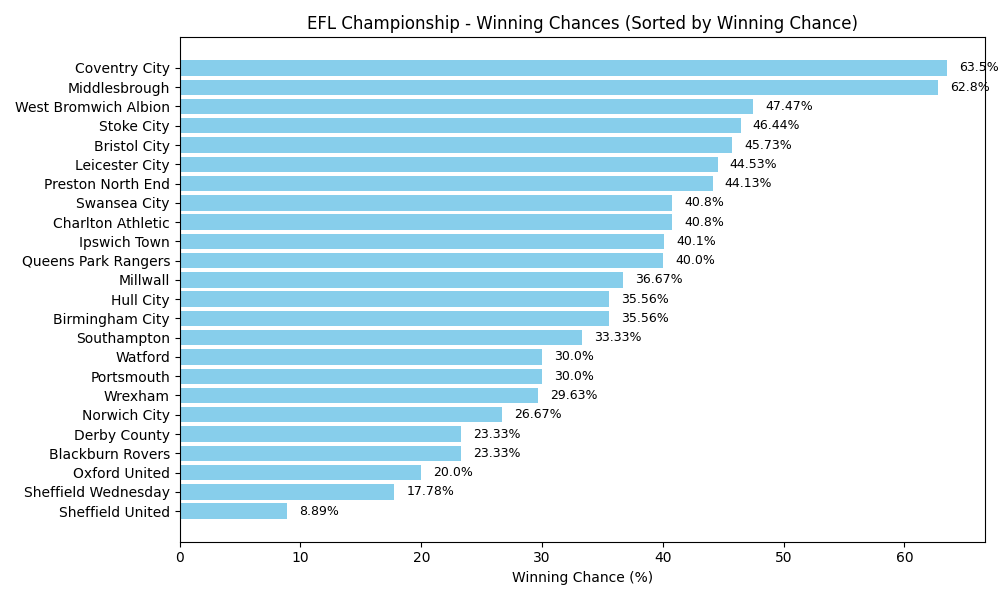 EFL Championship - Winning Chances (Sorted by Winning Chance)
Coventry City 63.5%
Middlesbrough 62.8%
West Bromwich Albion 47.47%
Stoke City 46.44%
Bristol City 45.73%
Leicester City 44.53%
Preston North End 44.13%
Swansea City 40.8%
Charlton Athletic 40.8%
Ipswich Town 40.1%
Queens Park Rangers 40.0%
Millwall 36.67%
Hull City 35.56%
Birmingham City 35.56%
Southampton 33.33%
Watford 30.0%
Portsmouth 30.0%
Wrexham 29.63%
Norwich City 26.67%
Derby County 23.33%
Blackburn Rovers 23.33%
Oxford United 20.0%
Sheffield Wednesday 17.78%
Sheffield United 8.89%
0 10 20 30 40 50 60
Winning Chance (%)